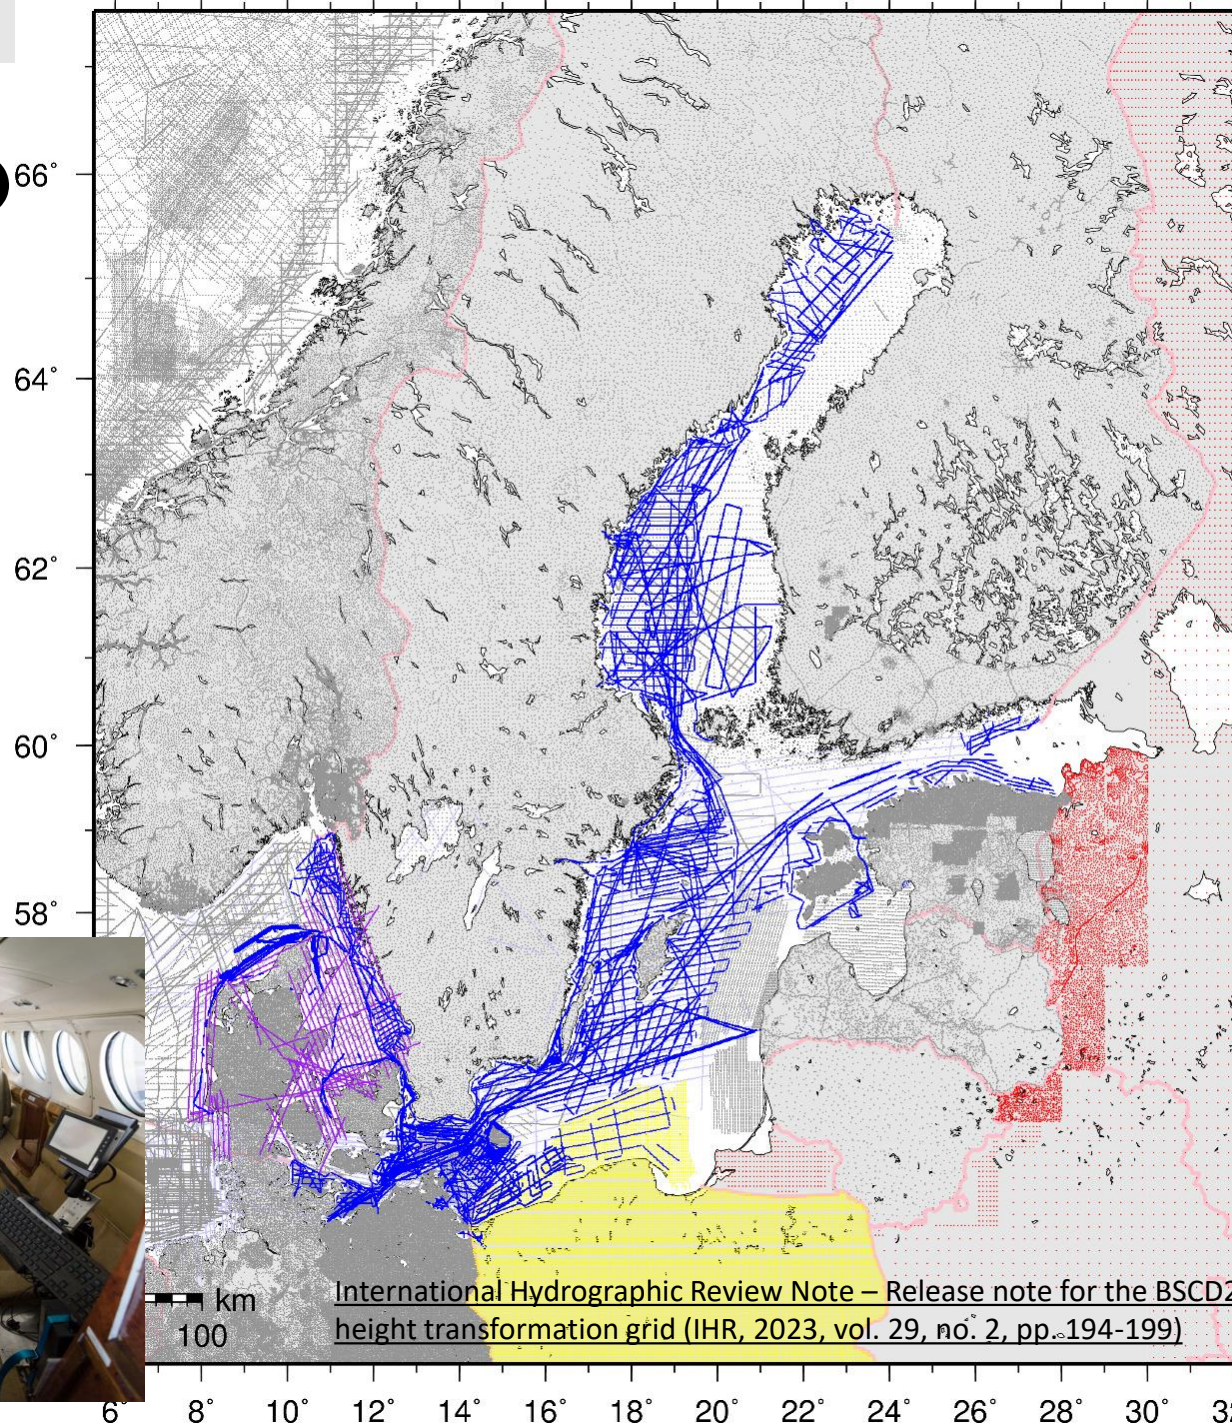 66°
64°
62°
60°
58°
km
100
International Hydrographic Review Note – Release note for the BSCD2
height transformation grid (IHR, 2023, vol. 29, no. 2, pp. 194-199)
6° 8° 10° 12° 14° 16° 18° 20° 22° 24° 26° 28° 30°